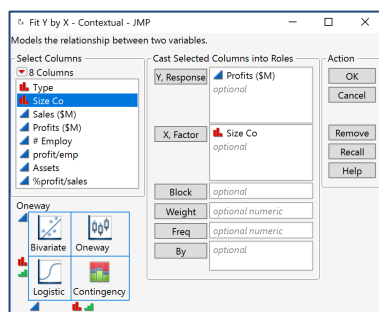 Fit Y by X - Contextual - JMP
Models the relationship between two variables.
Select Columns
8 Columns
Type
Size Co
Sales ($M)
Profits ($M)
# Employ
profit/emp
Assets
%profit/sales
Cast Selected Columns into Roles
Y, Response
Profits ($M)
optional
X, Factor
Size Co
optional
Block
optional
Weight
optional numeric
Freq
optional numeric
By
optional
Action
OK
Cancel
Remove
Recall
Help
Oneway
Bivariate
Oneway
Logistic
Contingency